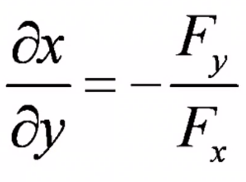 ∂x/∂y = − F_y/F_x